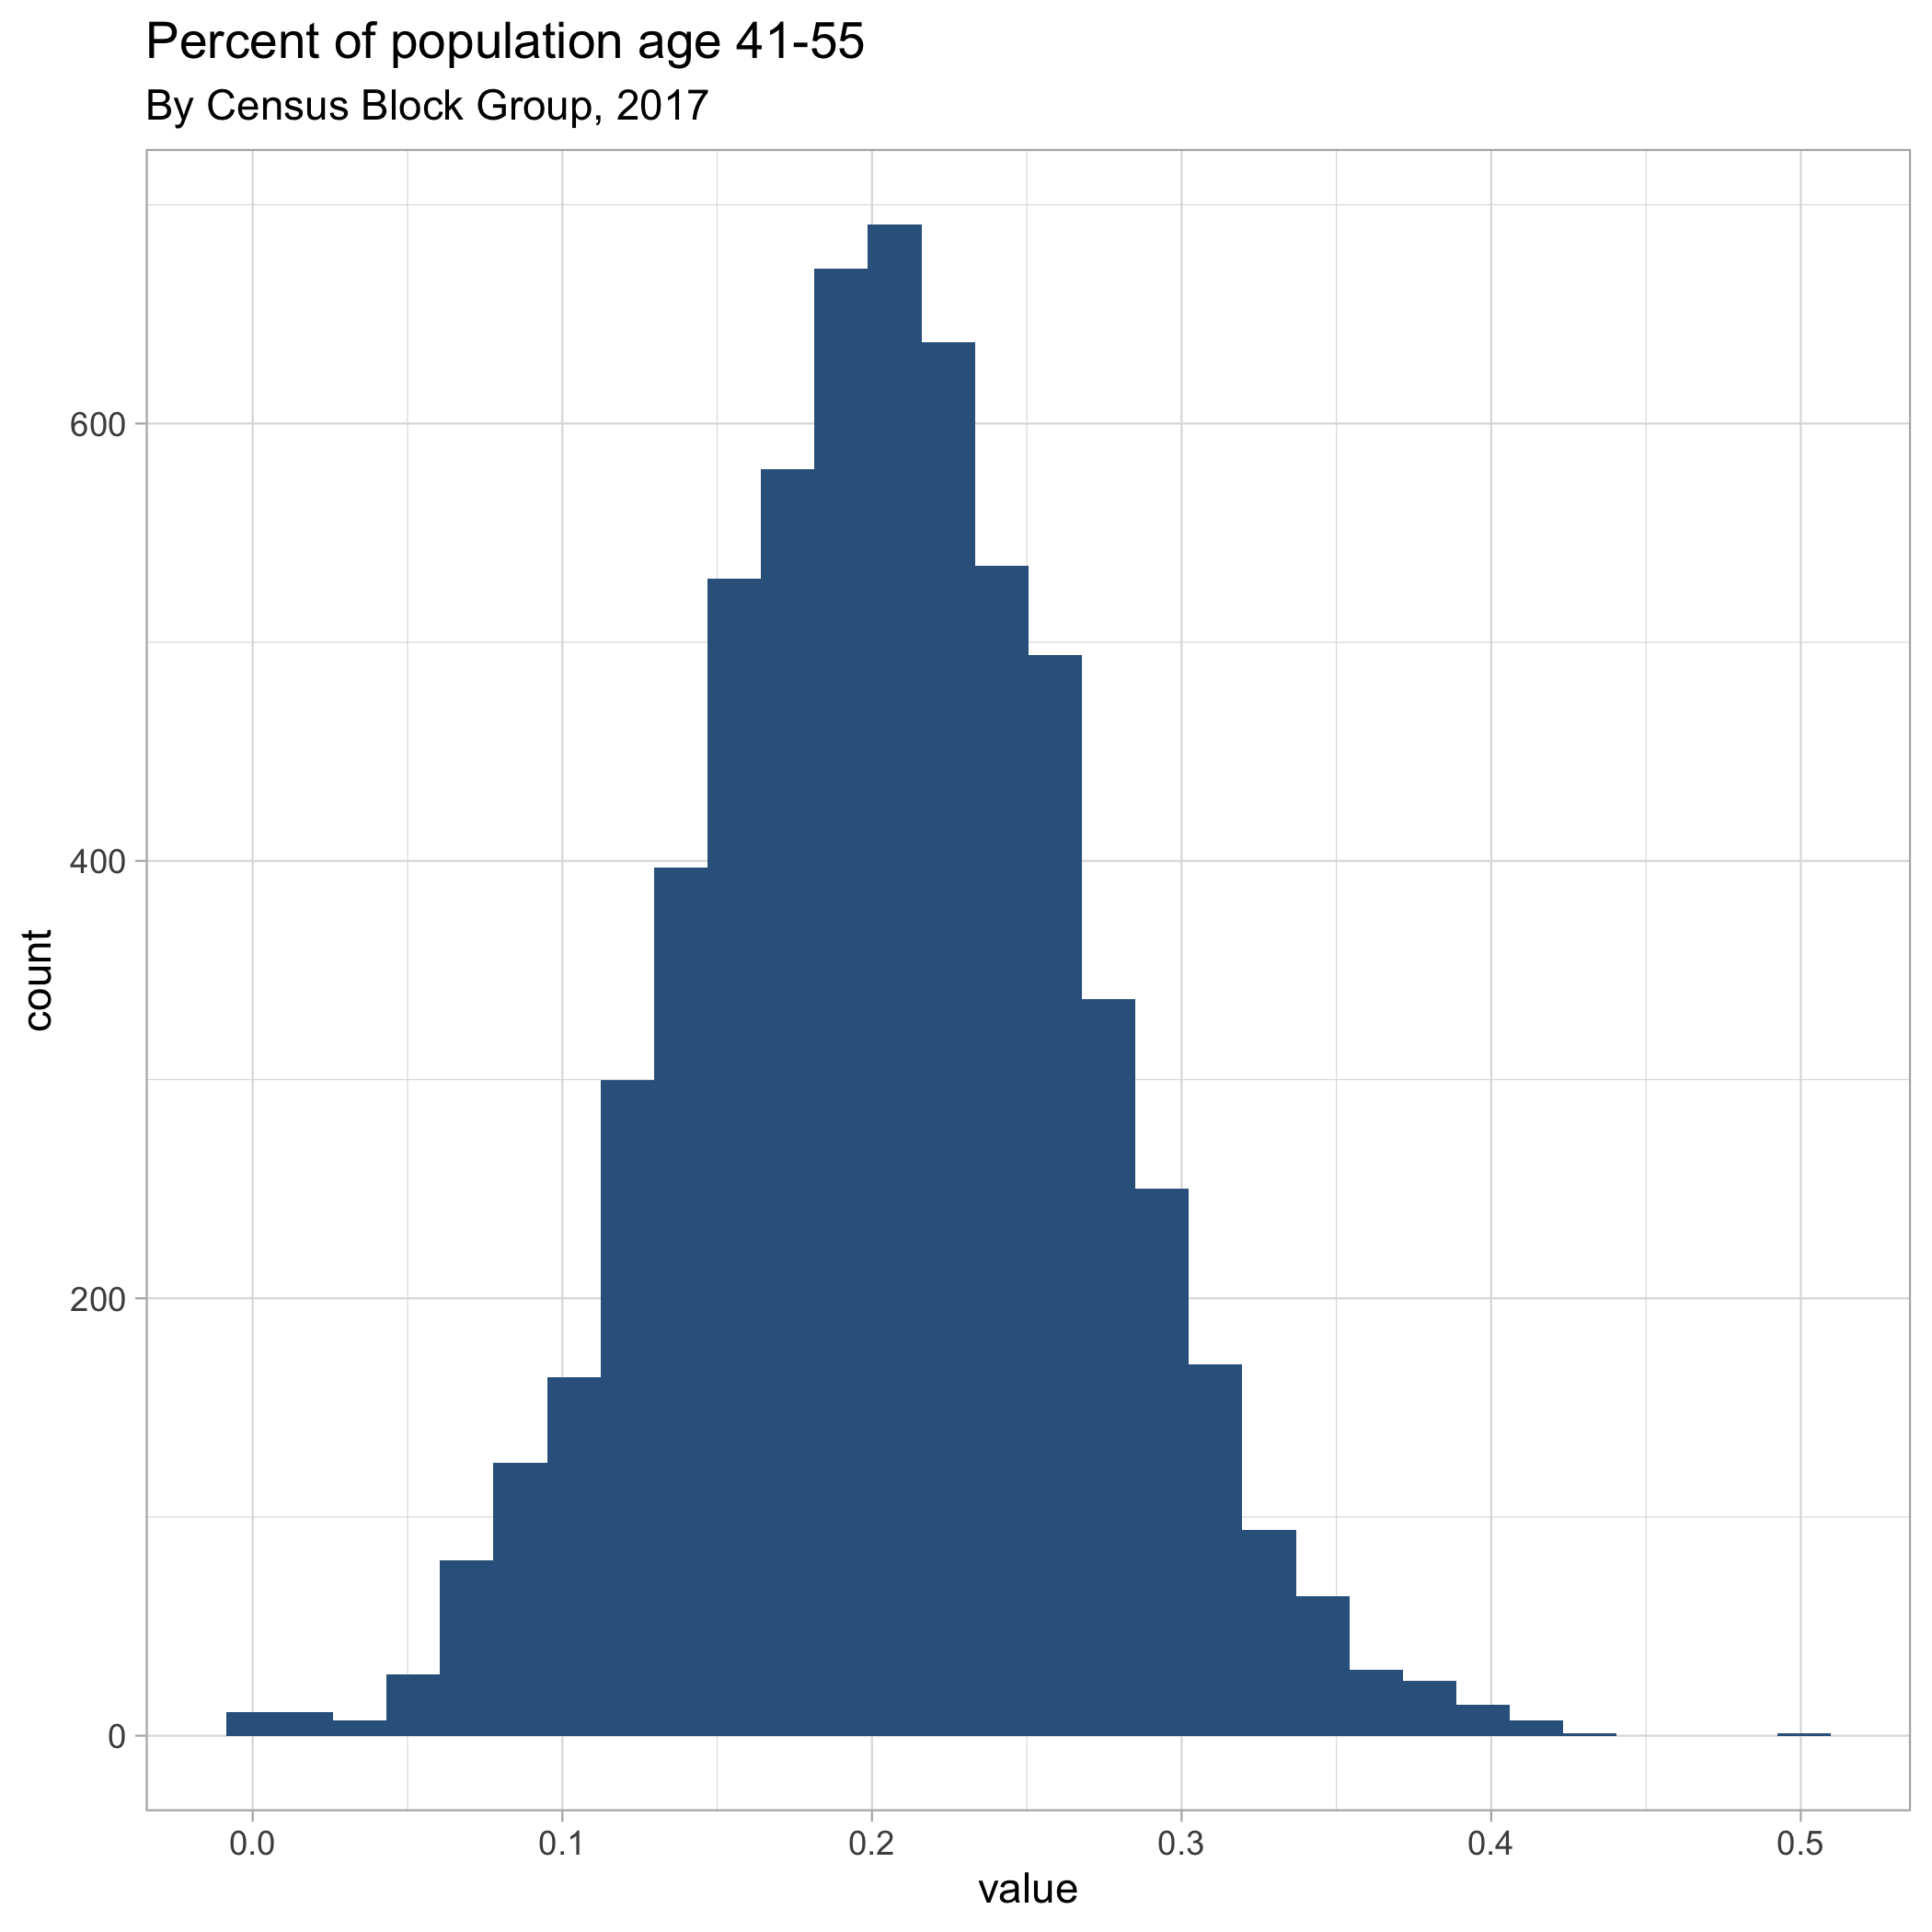 Percent of population age 41-55
By Census Block Group, 2017
600
400
200
0
count
0.0 0.1 0.2 0.3 0.4 0.5
value